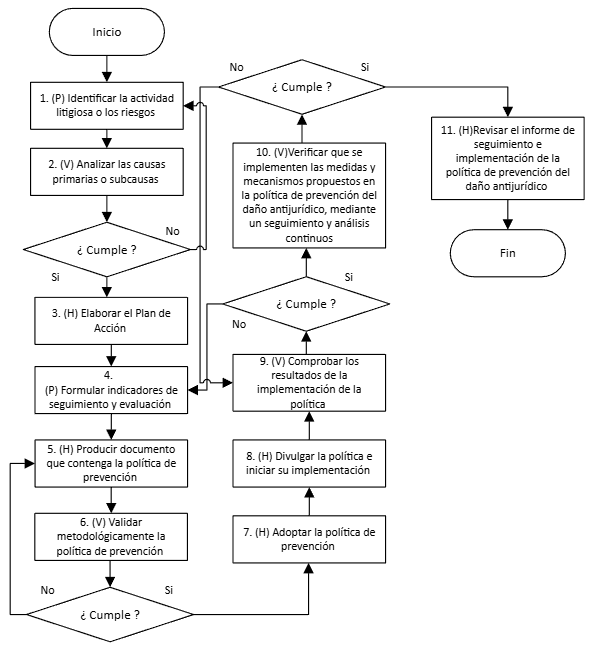 Inicio
1. (P) Identificar la actividad
litigiosa o los riesgos
2. (V) Analizar las causas
primarias o subcausas
¿ Cumple ?
No
Si
3. (H) Elaborar el Plan de
Acción
4.
(P) Formular indicadores de
seguimiento y evaluación
5. (H) Producir documento
que contenga la política de
prevención
6. (V) Validar
metodológicamente la
política de prevención
No
Si
¿ Cumple ?
7. (H) Adoptar la política de
prevención
8. (H) Divulgar la política e
iniciar su implementación
9. (V) Comprobar los
resultados de la
implementación de la
política
¿ Cumple ?
Si
No
10. (V)Verificar que se
implementen las medidas y
mecanismos propuestos en
la política de prevención del
daño antijurídico, mediante
un seguimiento y análisis
continuos
No
Si
¿ Cumple ?
11. (H)Revisar el informe de
seguimiento e
implementación de la
política de prevención del
daño antijurídico
Fin